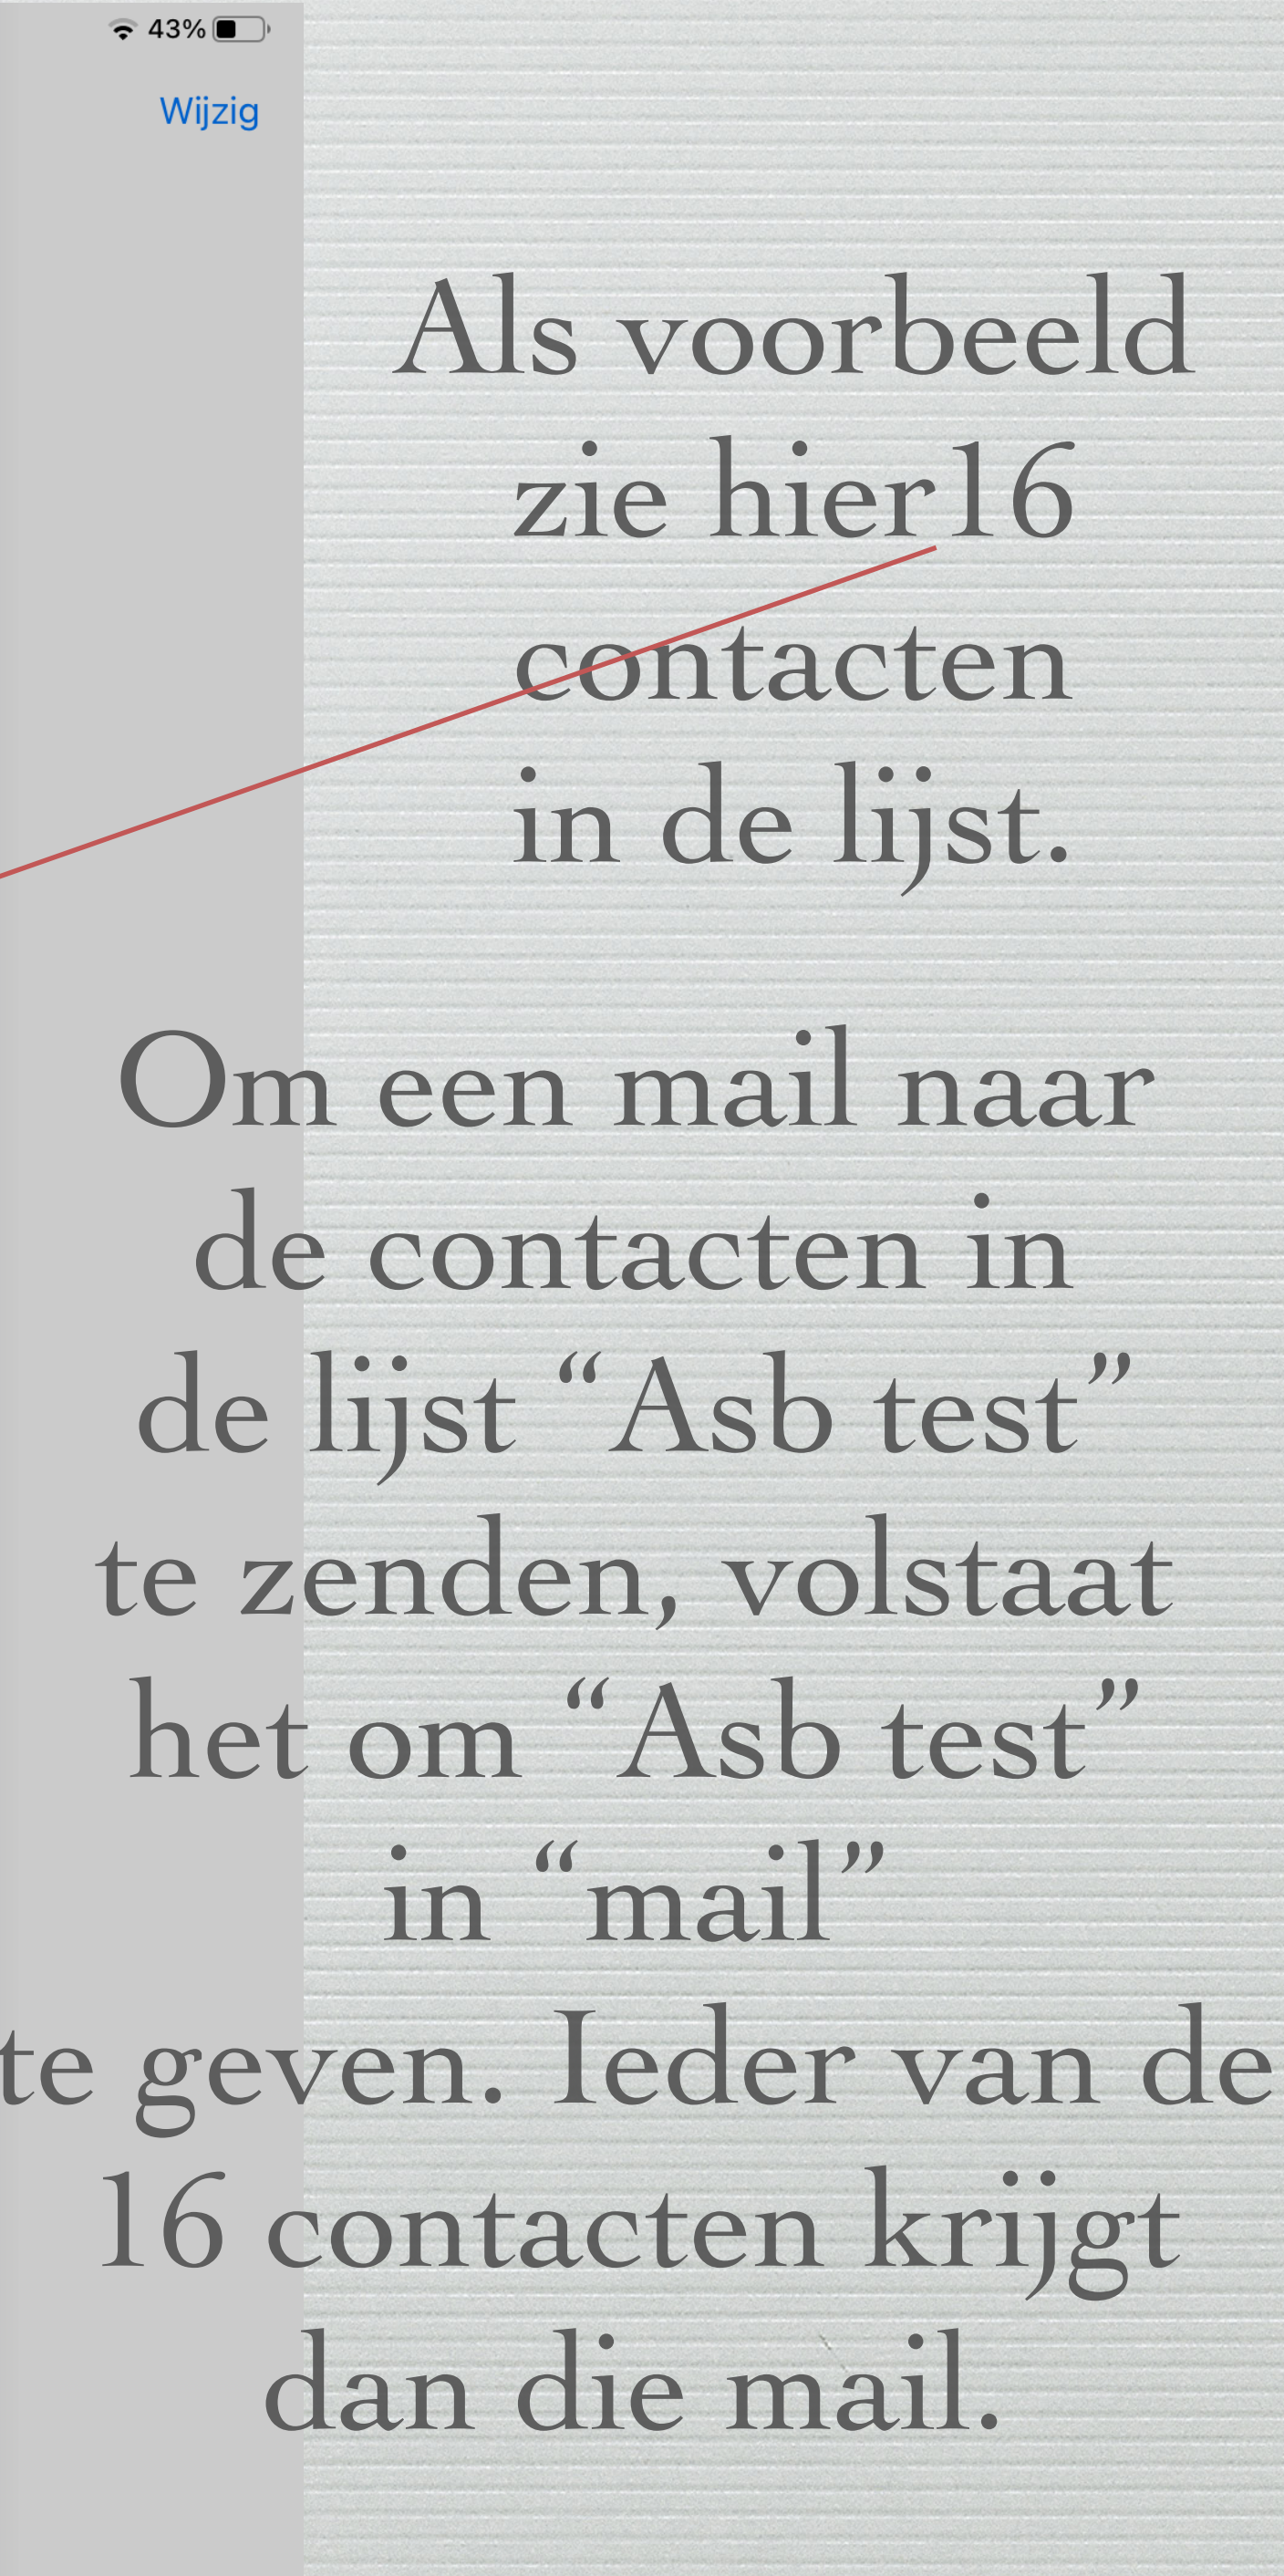 43%
Wijzig
Als voorbeeld
zie hier16
contacten
in de lijst.
Om een mail naar
de contacten in
de lijst “Asb test”
te zenden, volstaat
het om “Asb test”
in “mail”
te geven. Ieder van de
16 contacten krijgt
dan die mail.